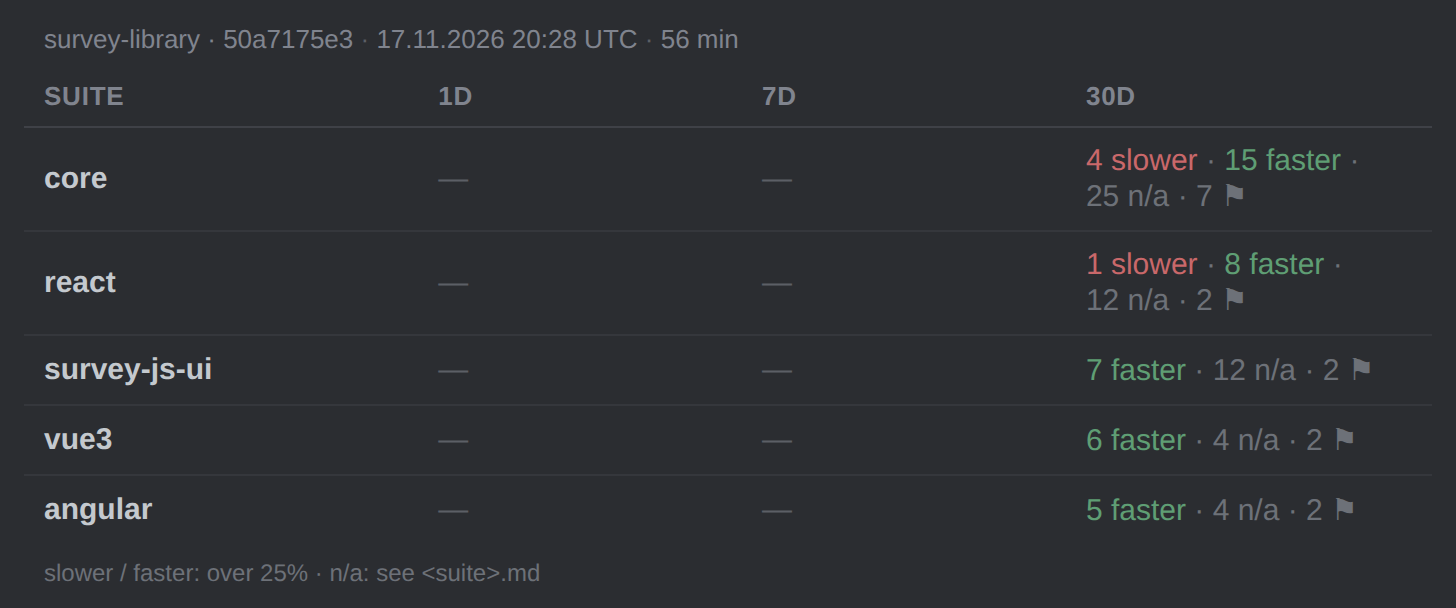 survey-library · 50a7175e3 · 17.11.2026 20:28 UTC · 56 min
SUITE 1D 7D 30D
core — — 4 slower · 15 faster ·
25 n/a · 7 ⚑
react — — 1 slower · 8 faster ·
12 n/a · 2 ⚑
survey-js-ui — — 7 faster · 12 n/a · 2 ⚑
vue3 — — 6 faster · 4 n/a · 2 ⚑
angular — — 5 faster · 4 n/a · 2 ⚑
slower / faster: over 25% · n/a: see <suite>.md